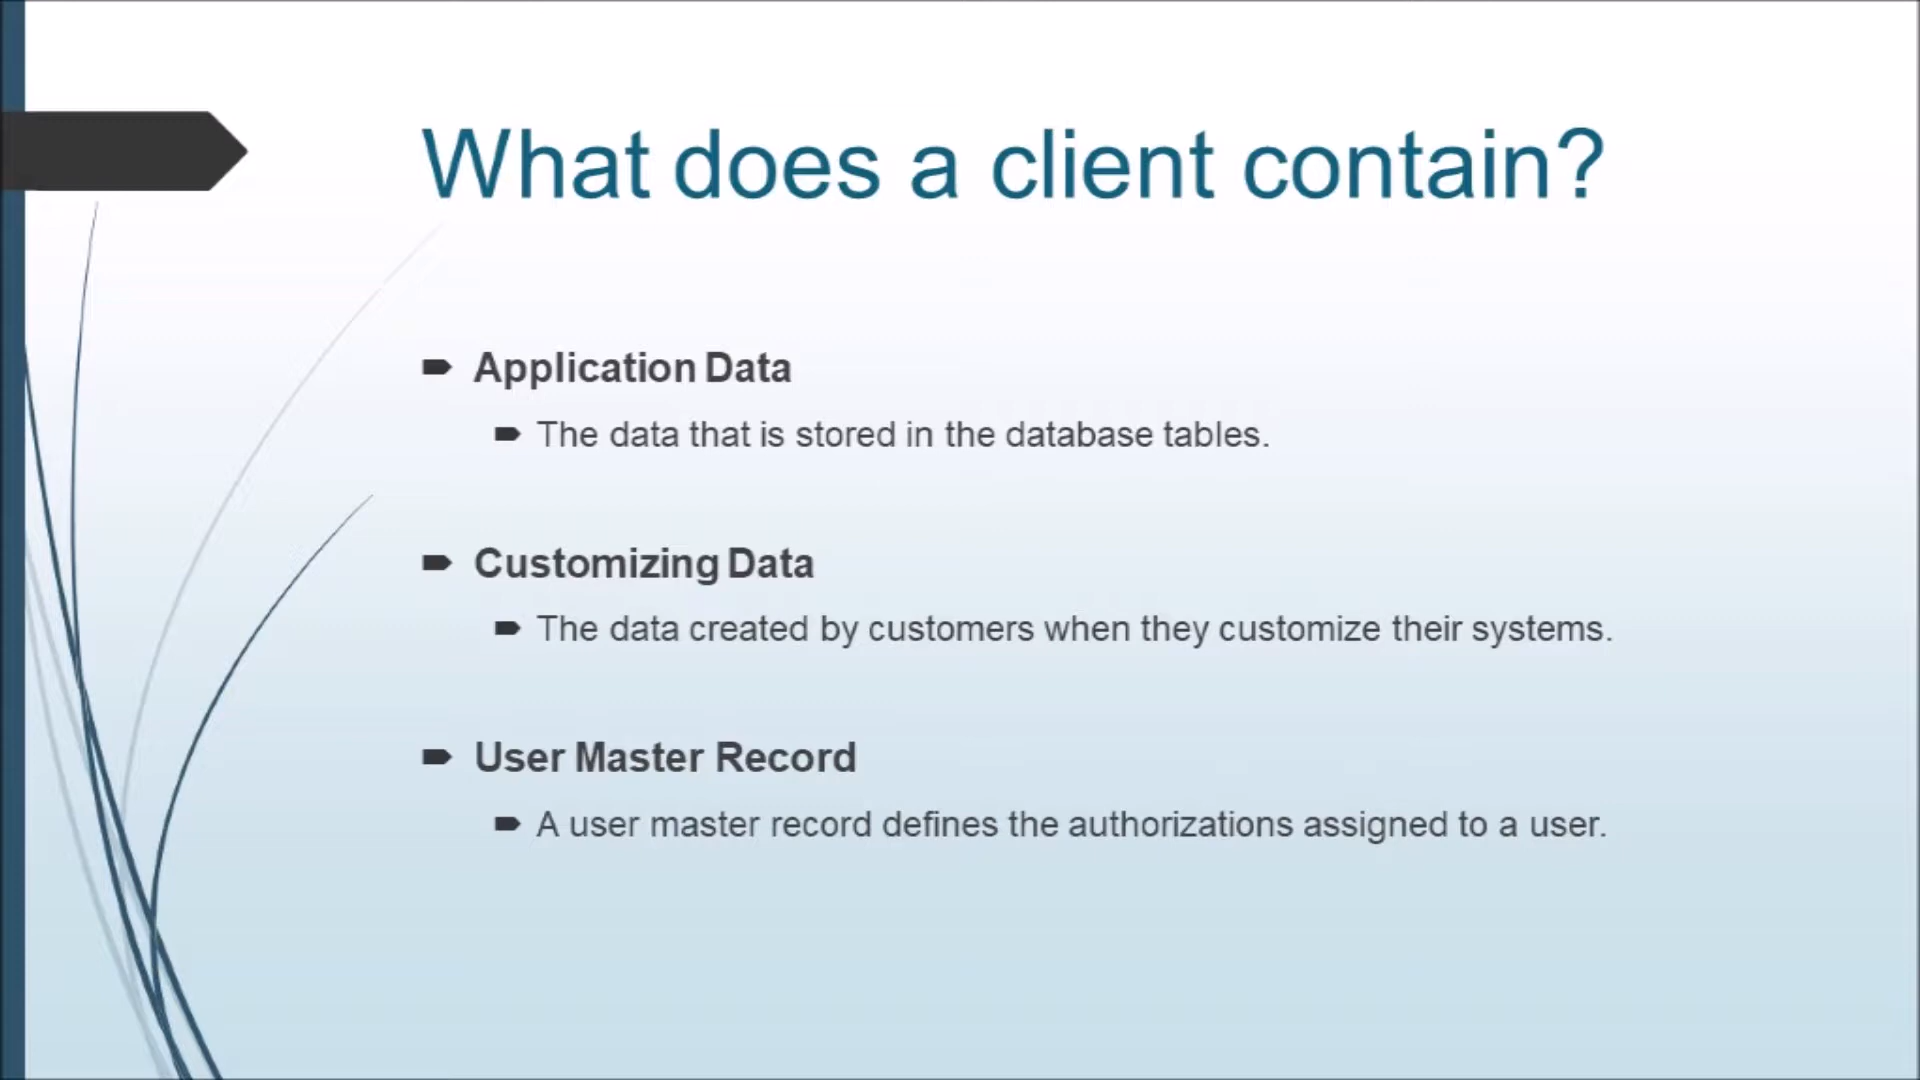 What does a client contain?
Application Data
The data that is stored in the database tables.
Customizing Data
The data created by customers when they customize their systems.
User Master Record
A user master record defines the authorizations assigned to a user.